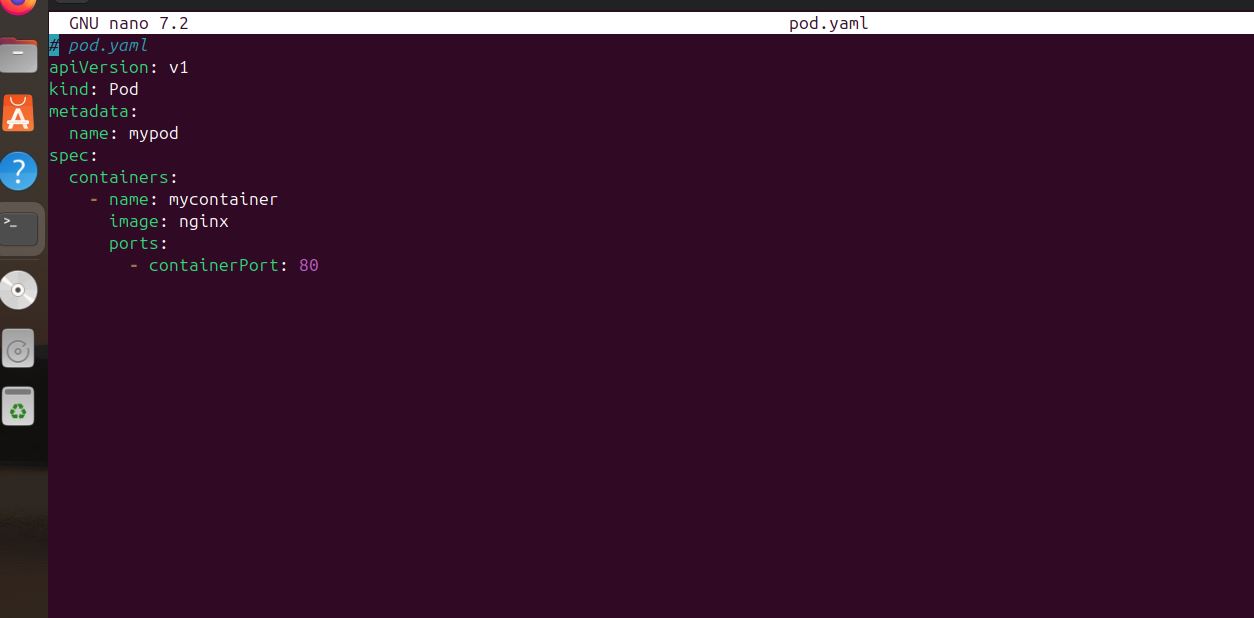 GNU nano 7.2 pod.yaml
# pod.yaml
apiVersion: v1
kind: Pod
metadata:
  name: mypod
spec:
  containers:
    - name: mycontainer
      image: nginx
      ports:
        - containerPort: 80